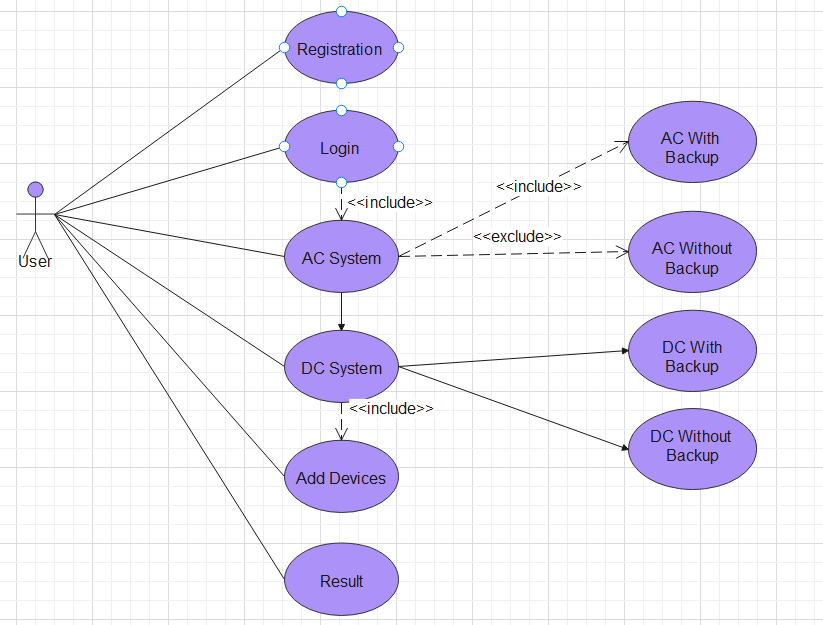 Registration
Login
<<include>>
AC With
Backup
<<include>>
<<exclude>>
User
AC System
AC Without
Backup
DC System
DC With
Backup
<<include>>
DC Without
Backup
Add Devices
Result